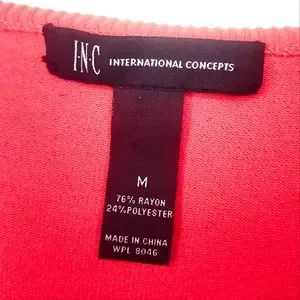 I·N·C INTERNATIONAL CONCEPTS
M
76% RAYON
24% POLYESTER
MADE IN CHINA
WPL 8046